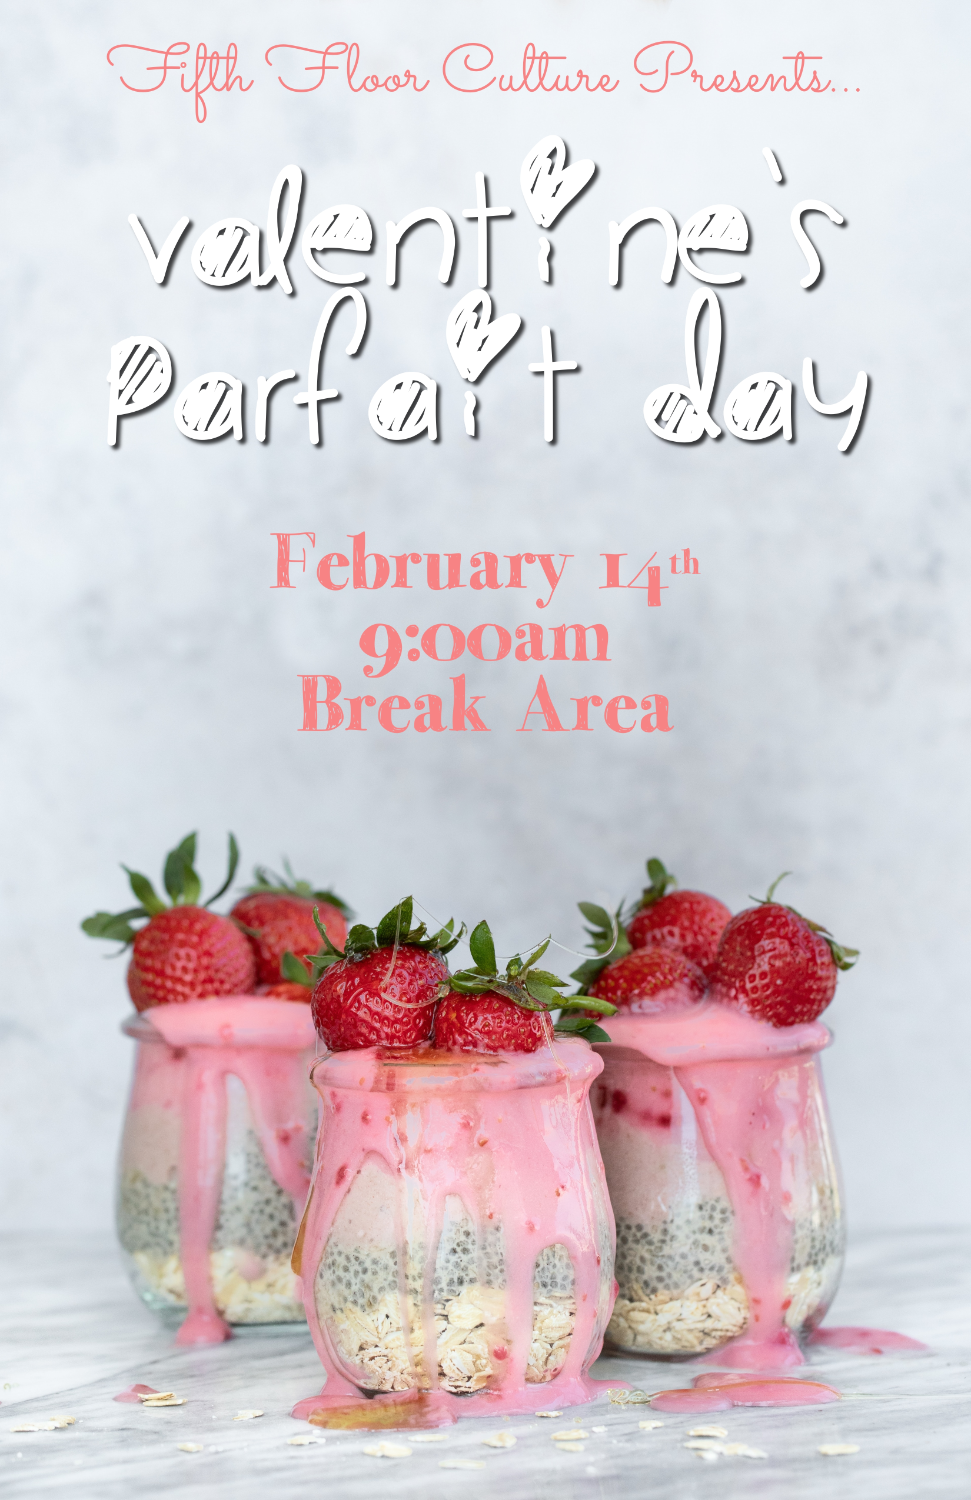 Fifth Floor Culture Presents...
valentine's
Parfait day
February 14th
9:00am
Break Area